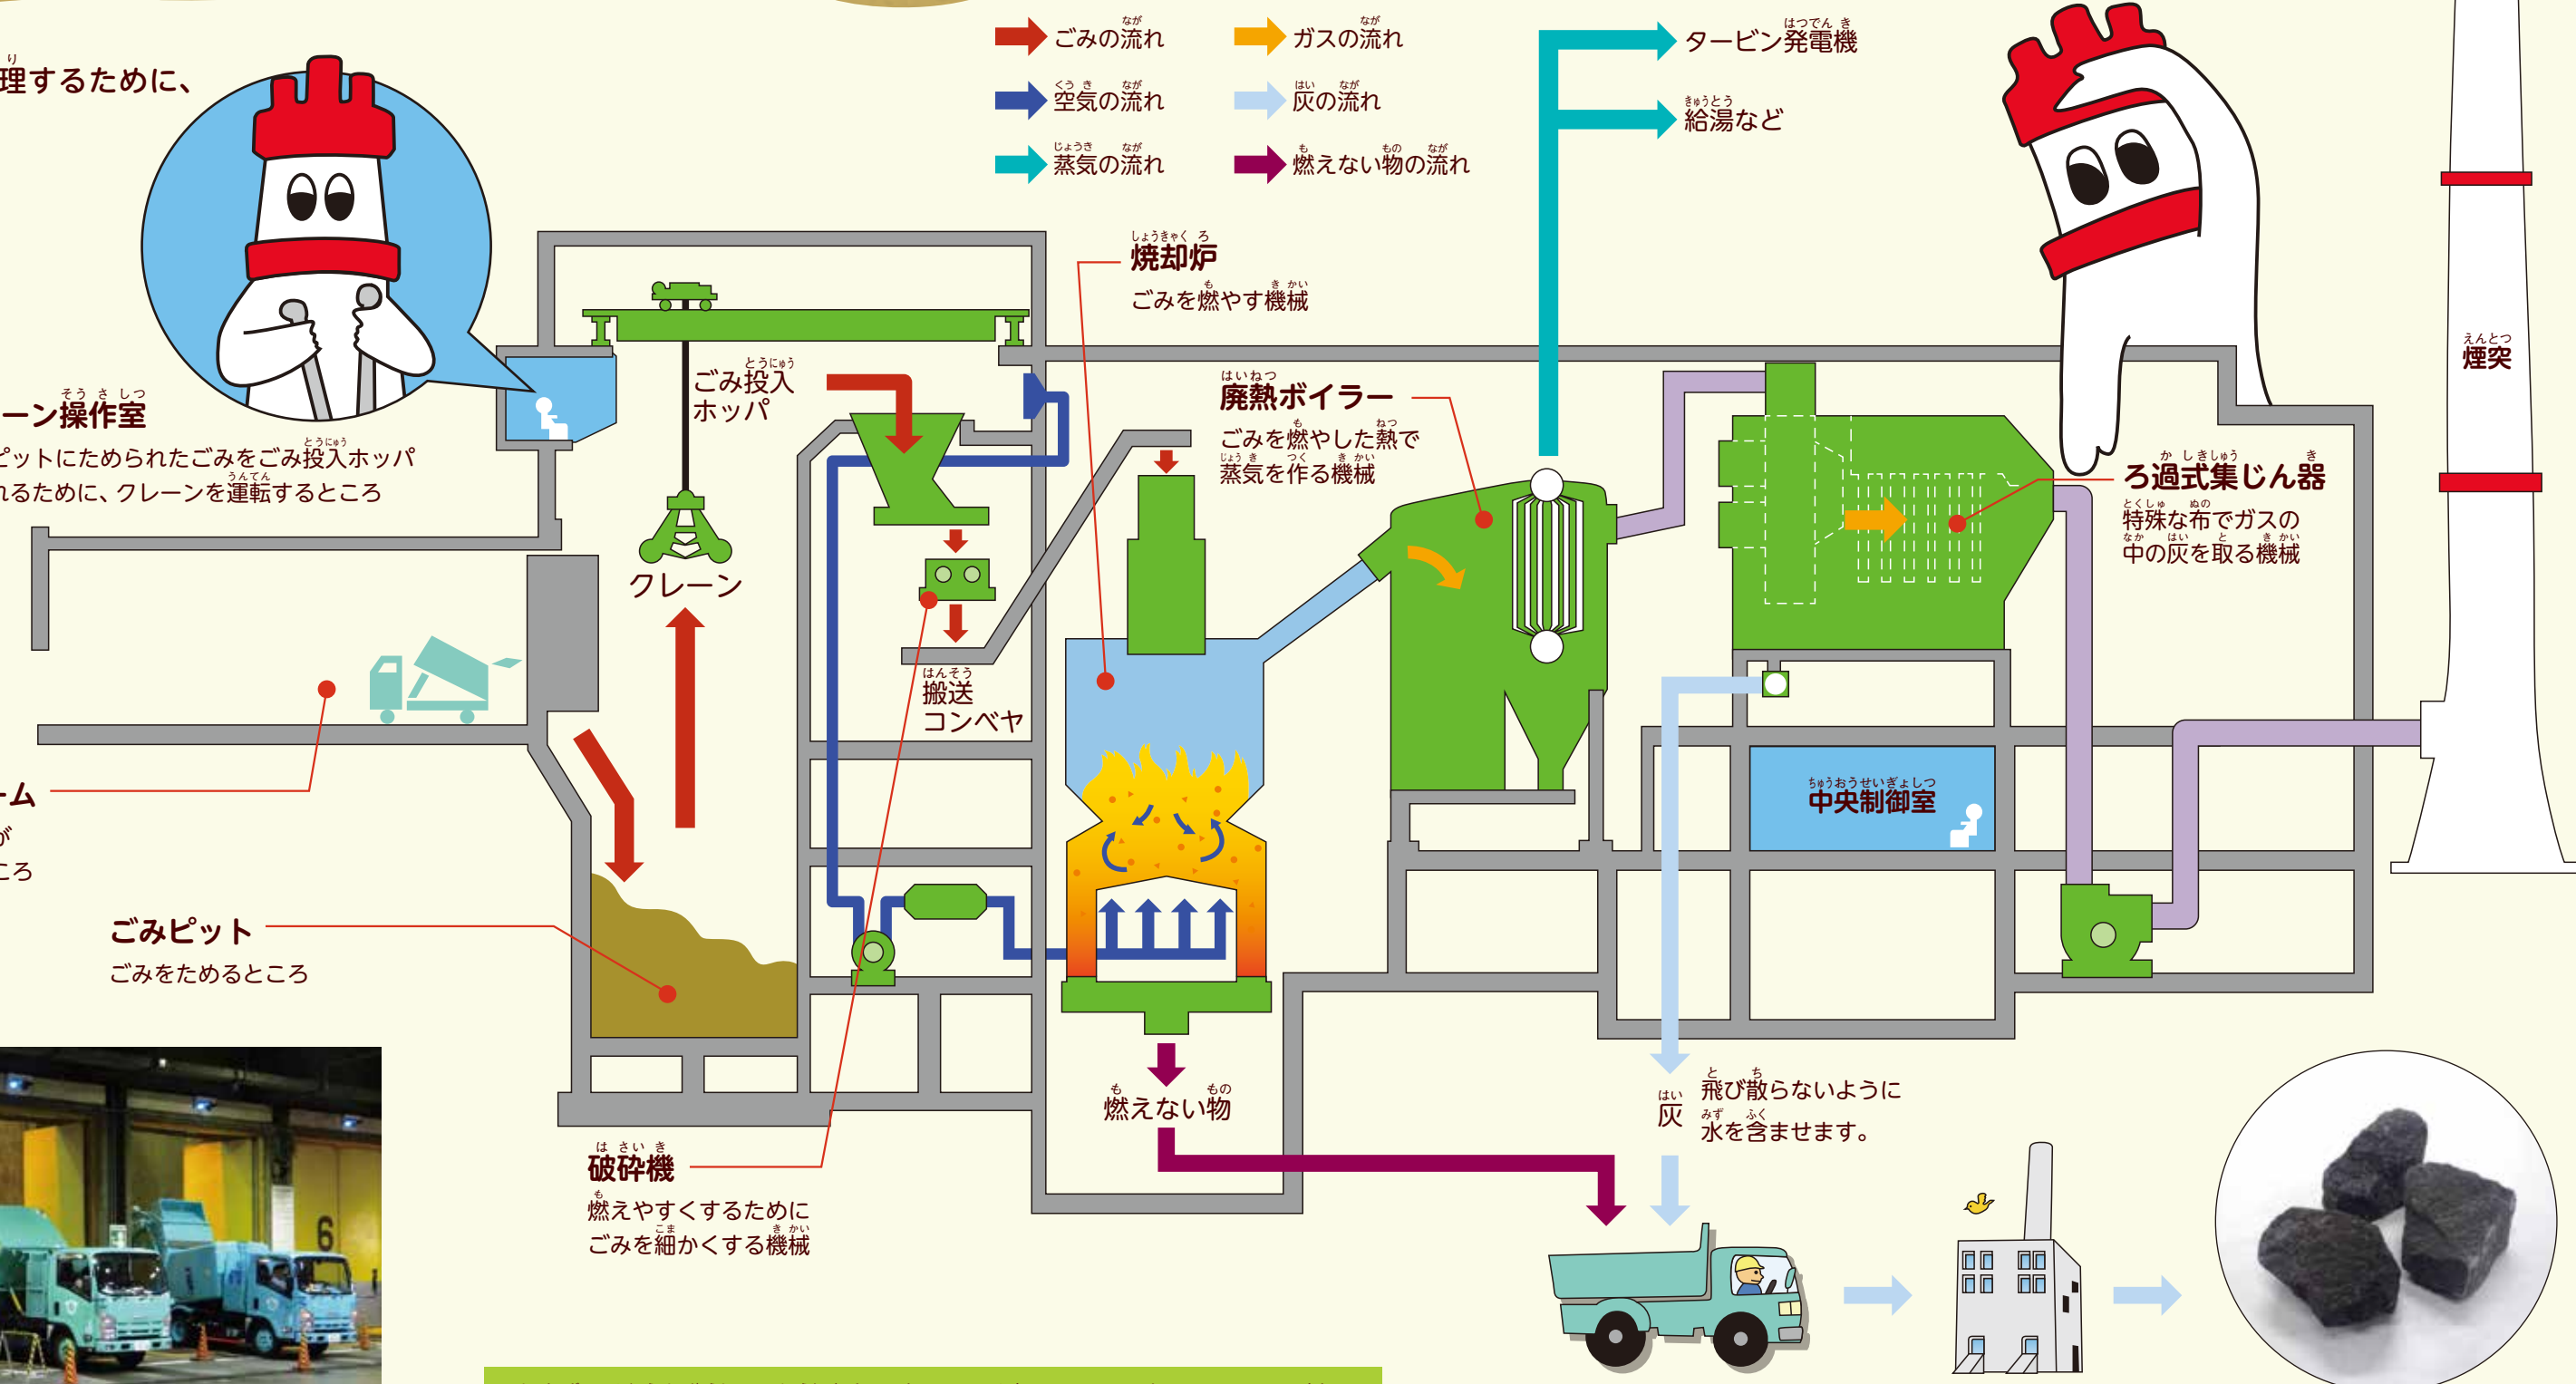 理するために、
ごみの流れ
ガスの流れ
空気の流れ
灰の流れ
蒸気の流れ
燃えない物の流れ
タービン発電機
給湯など
焼却炉
ごみを燃やす機械
煙突
ごみ投入
ホッパ
廃熱ボイラー
ごみを燃やした熱で
蒸気を作る機械
ーン操作室
ピットにためられたごみをごみ投入ホッパ
れるために、クレーンを運転するところ
ろ過式集じん器
特殊な布でガスの
中の灰を取る機械
クレーン
搬送
コンベヤ
ーム
が
ころ
中央制御室
ごみピット
ごみをためるところ
燃えない物
灰
飛び散らないように
水を含ませます。
破砕機
燃えやすくするために
ごみを細かくする機械
6